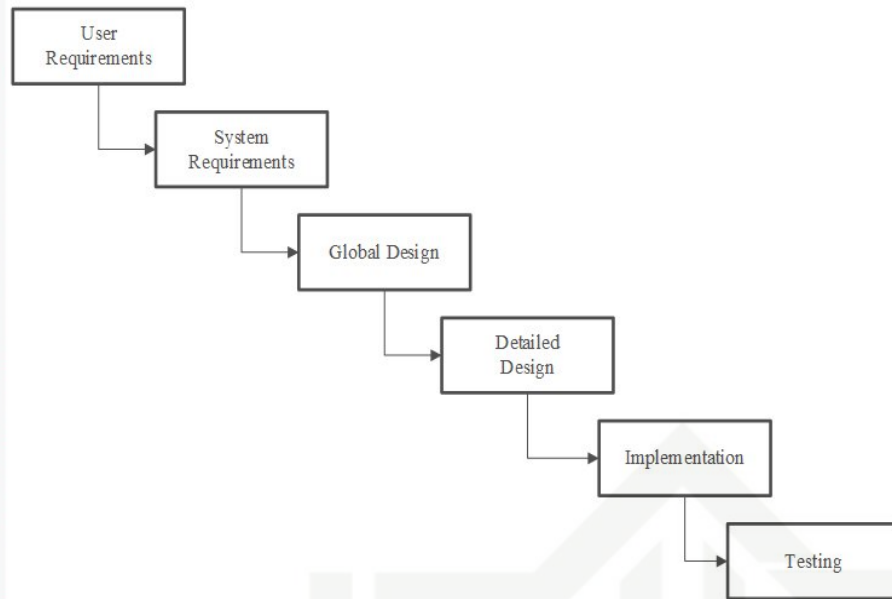 User
Requirements
System
Requirements
Global Design
Detailed
Design
Implementation
Testing